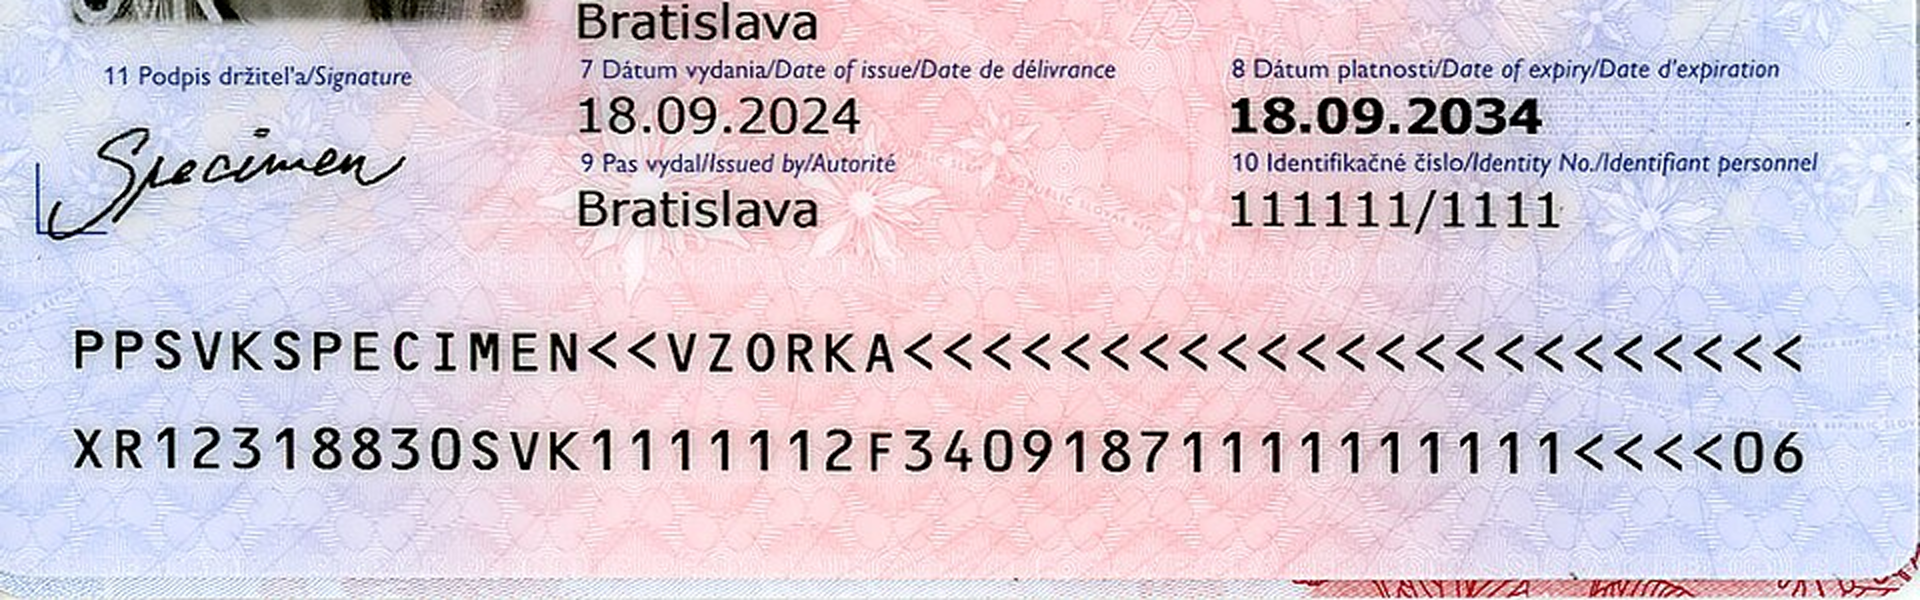 Bratislava
11 Podpis držiteľa/Signature
7 Dátum vydania/Date of issue/Date de délivrance
8 Dátum platnosti/Date of expiry/Date d'expiration
18.09.2024
18.09.2034
Specimen
9 Pas vydal/Issued by/Autorité
10 Identifikačné číslo/Identity No./Identifiant personnel
Bratislava
111111/1111
PPSVKSPECIMEN<<VZORKA<<<<<<<<<<<<<<<<<<<<<<<
XR12318830SVK1111112F34091871111111111<<<<06